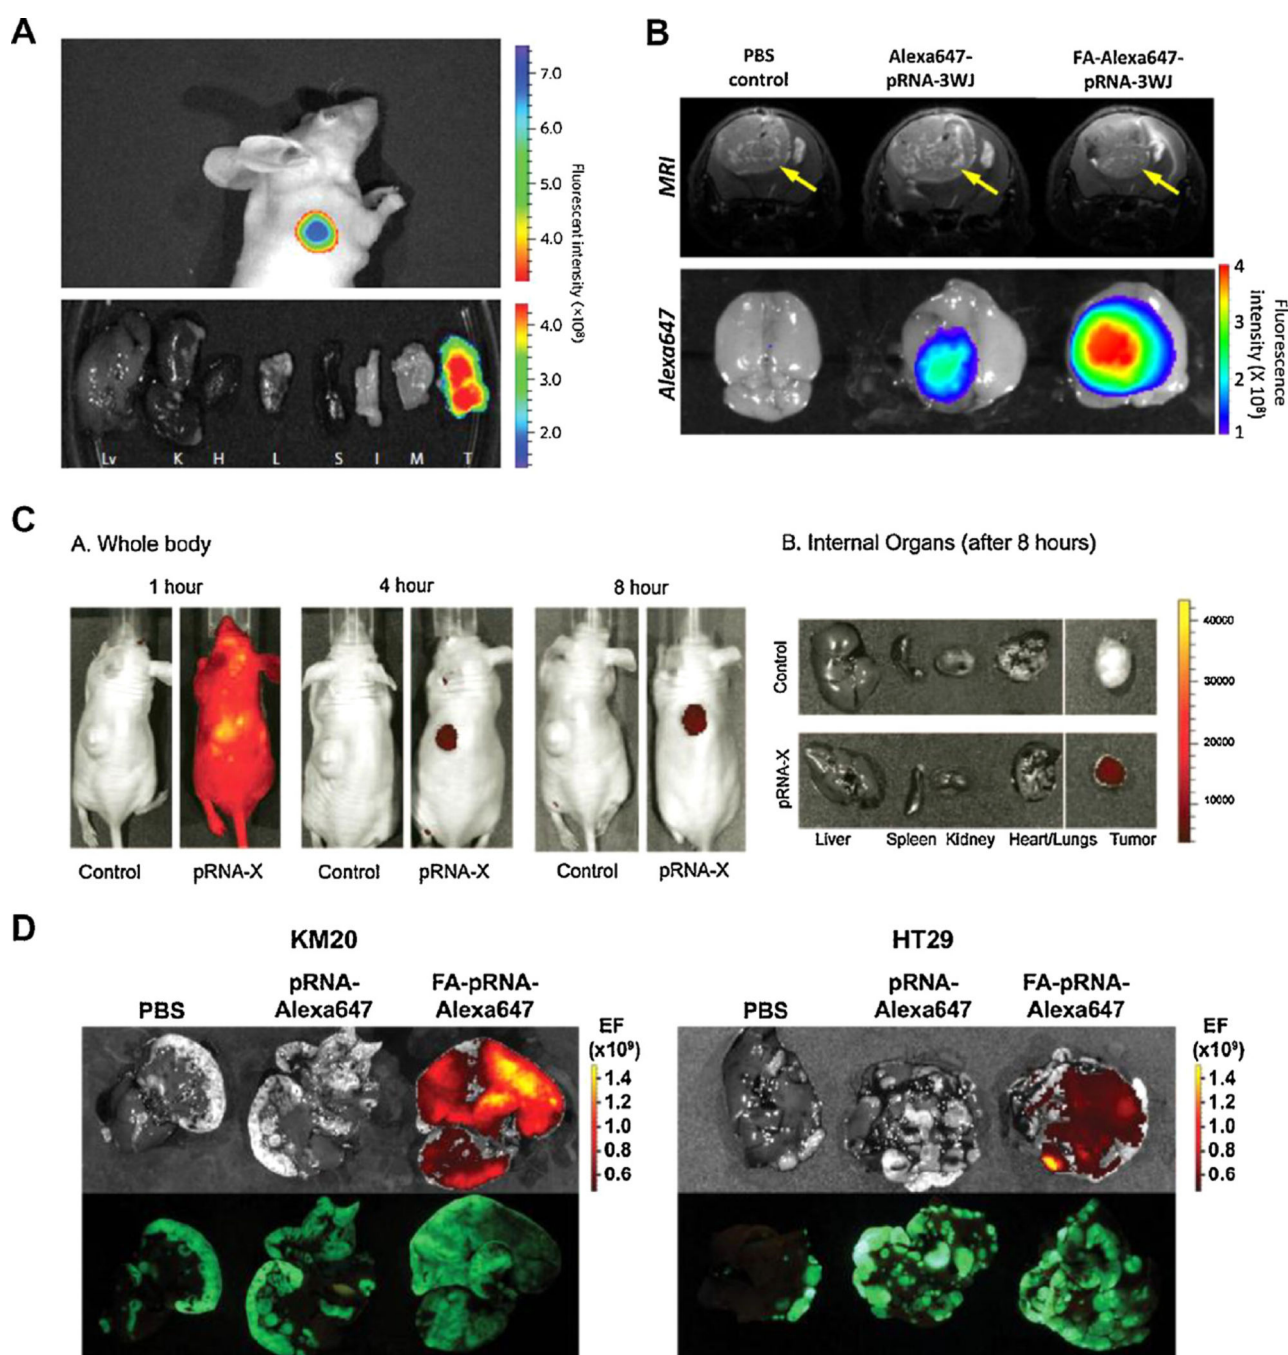 A
7.0
6.0
5.0
4.0
Fluorescent intensity (×10⁸)
4.0
3.0
2.0
Lv K H L S I M T
B
PBS control
Alexa647-pRNA-3WJ
FA-Alexa647-pRNA-3WJ
MRI
Alexa647
4
3
2
1
Fluorescence
intensity (X 10⁸)
C
A. Whole body
1 hour 4 hour 8 hour
Control pRNA-X Control pRNA-X Control pRNA-X
B. Internal Organs (after 8 hours)
Control
pRNA-X
Liver Spleen Kidney Heart/Lungs Tumor
40000
30000
20000
10000
D
KM20
PBS
pRNA-Alexa647
FA-pRNA-Alexa647
EF
(x10⁹)
1.4
1.2
1.0
0.8
0.6
HT29
PBS
pRNA-Alexa647
FA-pRNA-Alexa647
EF
(x10⁹)
1.4
1.2
1.0
0.8
0.6